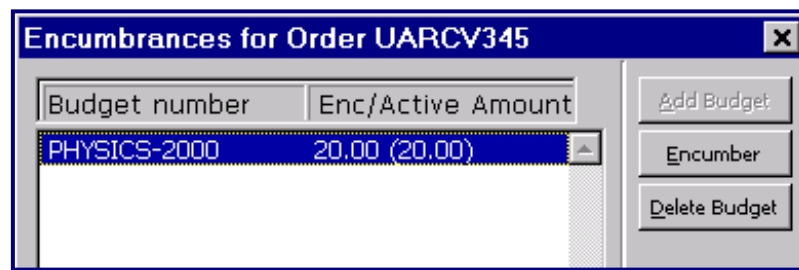 Encumbrances for Order UARCV345
Budget number Enc/Active Amount
PHYSICS-2000 20.00 (20.00)
Add Budget
Encumber
Delete Budget